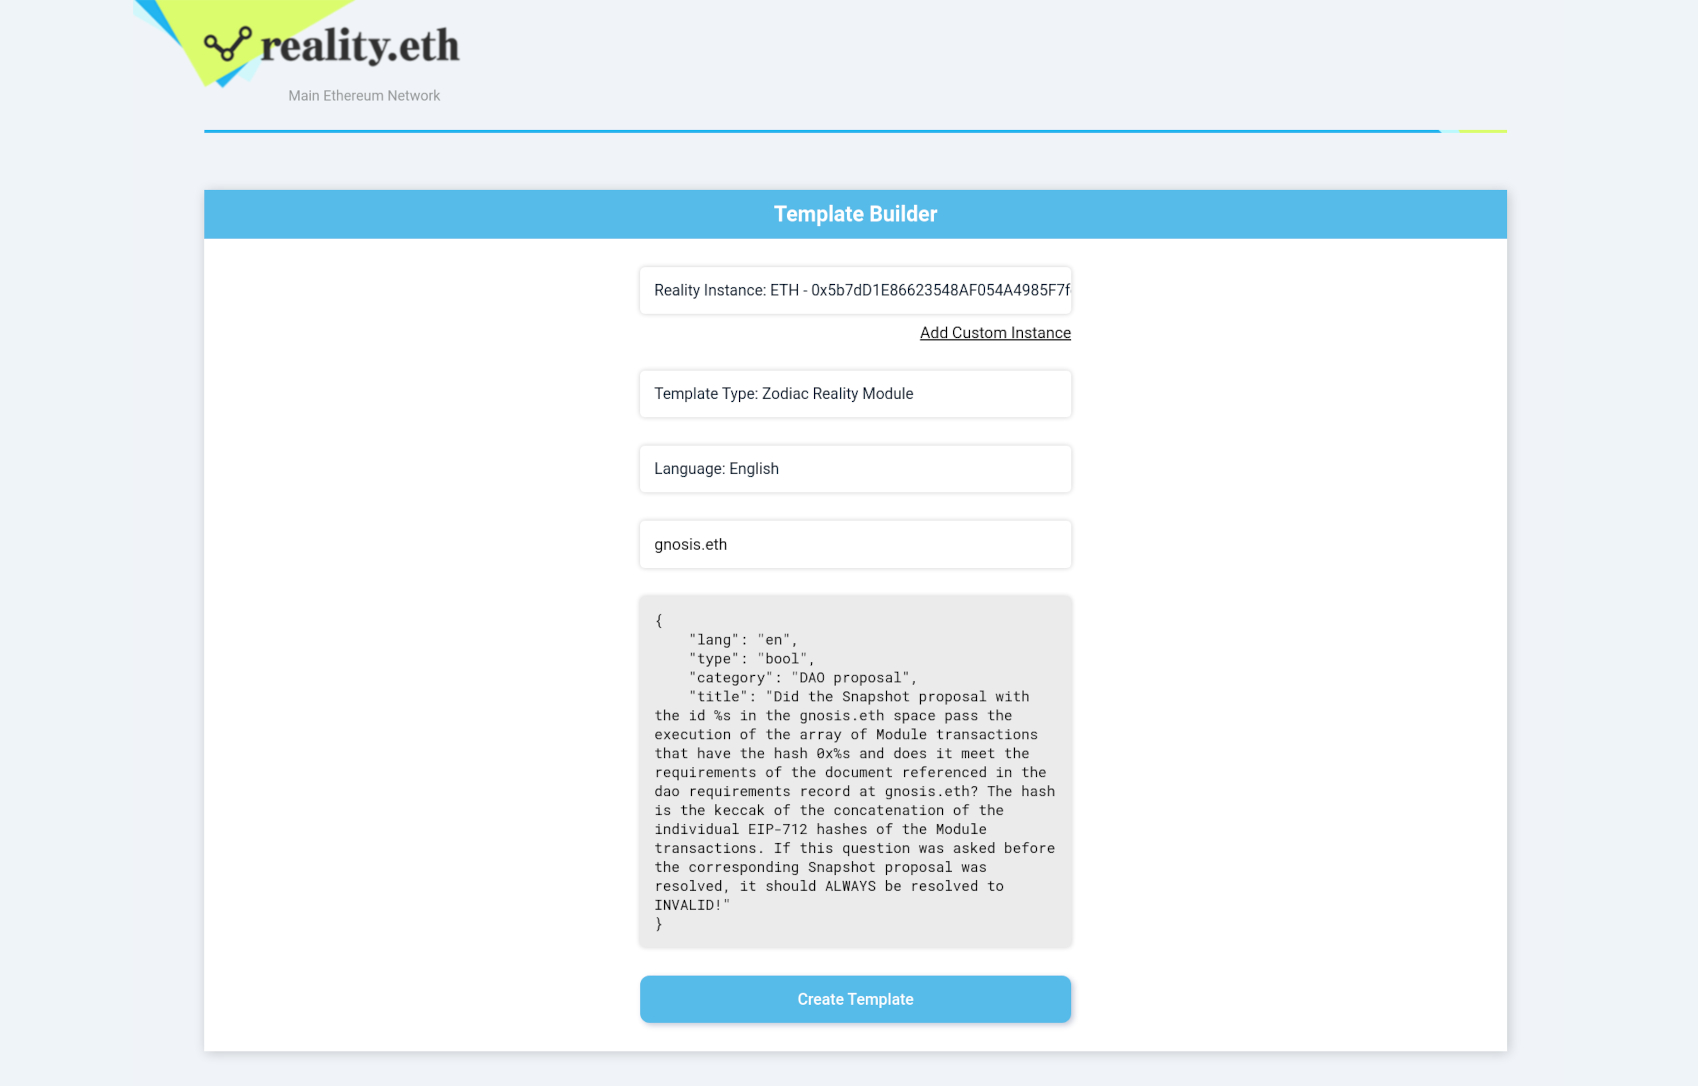 reality.eth
Main Ethereum Network
Template Builder
Reality Instance: ETH - 0x5b7dD1E86623548AF054A4985F7f
Add Custom Instance
Template Type: Zodiac Reality Module
Language: English
gnosis.eth
{
    "lang": "en",
    "type": "bool",
    "category": "DAO proposal",
    "title": "Did the Snapshot proposal with
the id %s in the gnosis.eth space pass the
execution of the array of Module transactions
that have the hash 0x%s and does it meet the
requirements of the document referenced in the
dao requirements record at gnosis.eth? The hash
is the keccak of the concatenation of the
individual EIP-712 hashes of the Module
transactions. If this question was asked before
the corresponding Snapshot proposal was
resolved, it should ALWAYS be resolved to
INVALID!"
}
Create Template